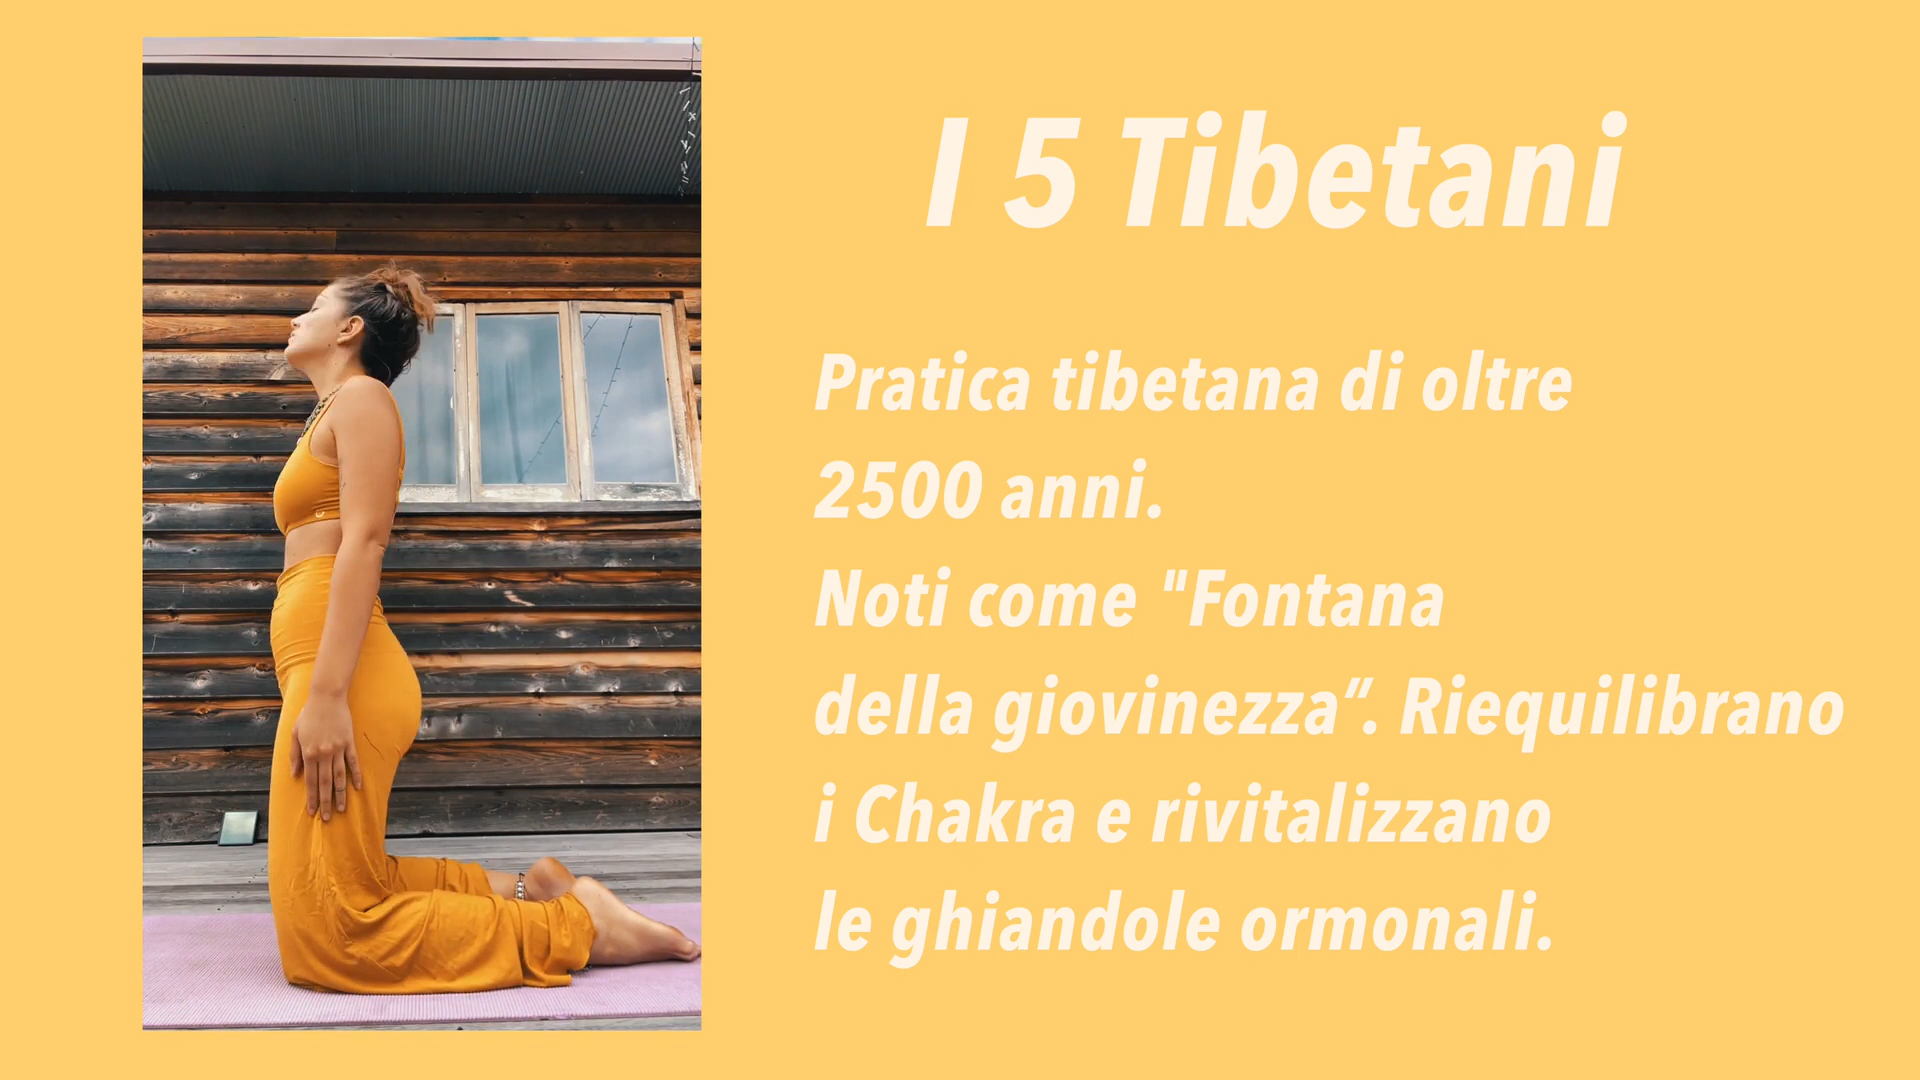 I 5 Tibetani
Pratica tibetana di oltre
2500 anni.
Noti come "Fontana
della giovinezza”. Riequilibrano
i Chakra e rivitalizzano
le ghiandole ormonali.